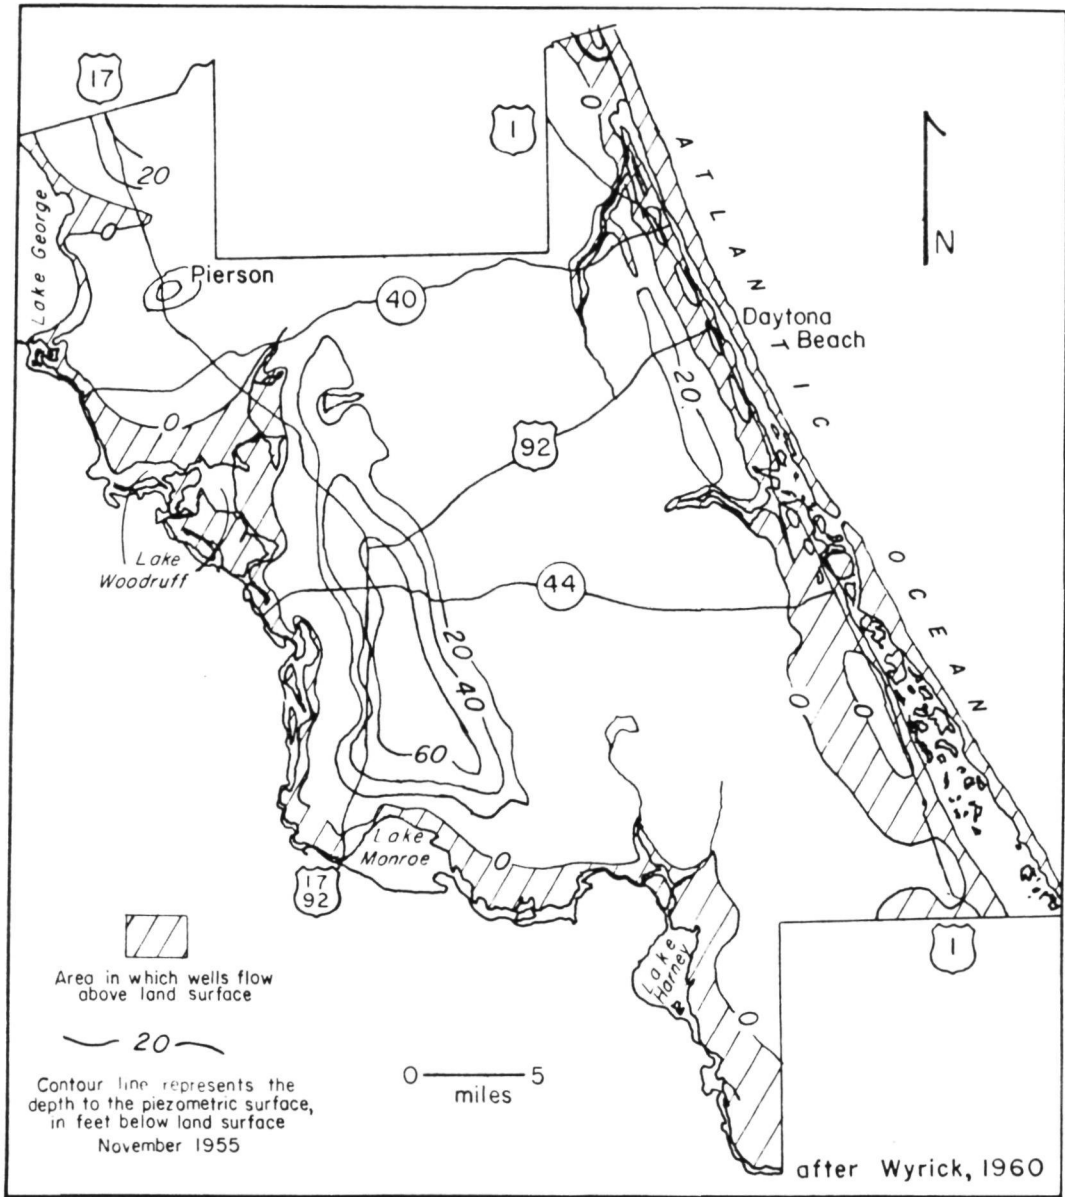 17
1
20
0
Lake George
Pierson
40
ATLANTIC OCEAN
N
0
Daytona
Beach
20
0
92
Lake
Woodruff
44
20
40
60
0
0
Lake
Monroe
0
17
92
Lake
Harney
0
1
Area in which wells flow
above land surface
20
Contour line represents the
depth to the piezometric surface,
in feet below land surface
November 1955
0 5
miles
after Wyrick, 1960